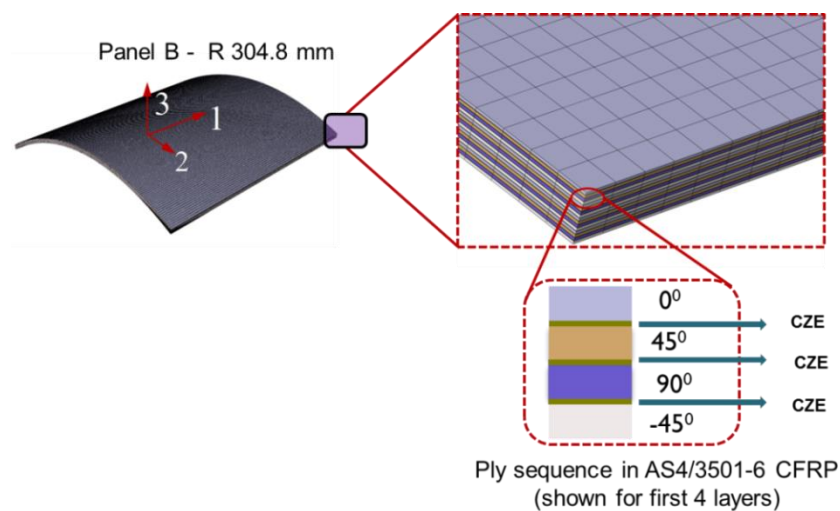 Panel B - R 304.8 mm
3
1
2
0⁰
CZE
45⁰
CZE
90⁰
CZE
-45⁰
Ply sequence in AS4/3501-6 CFRP
(shown for first 4 layers)